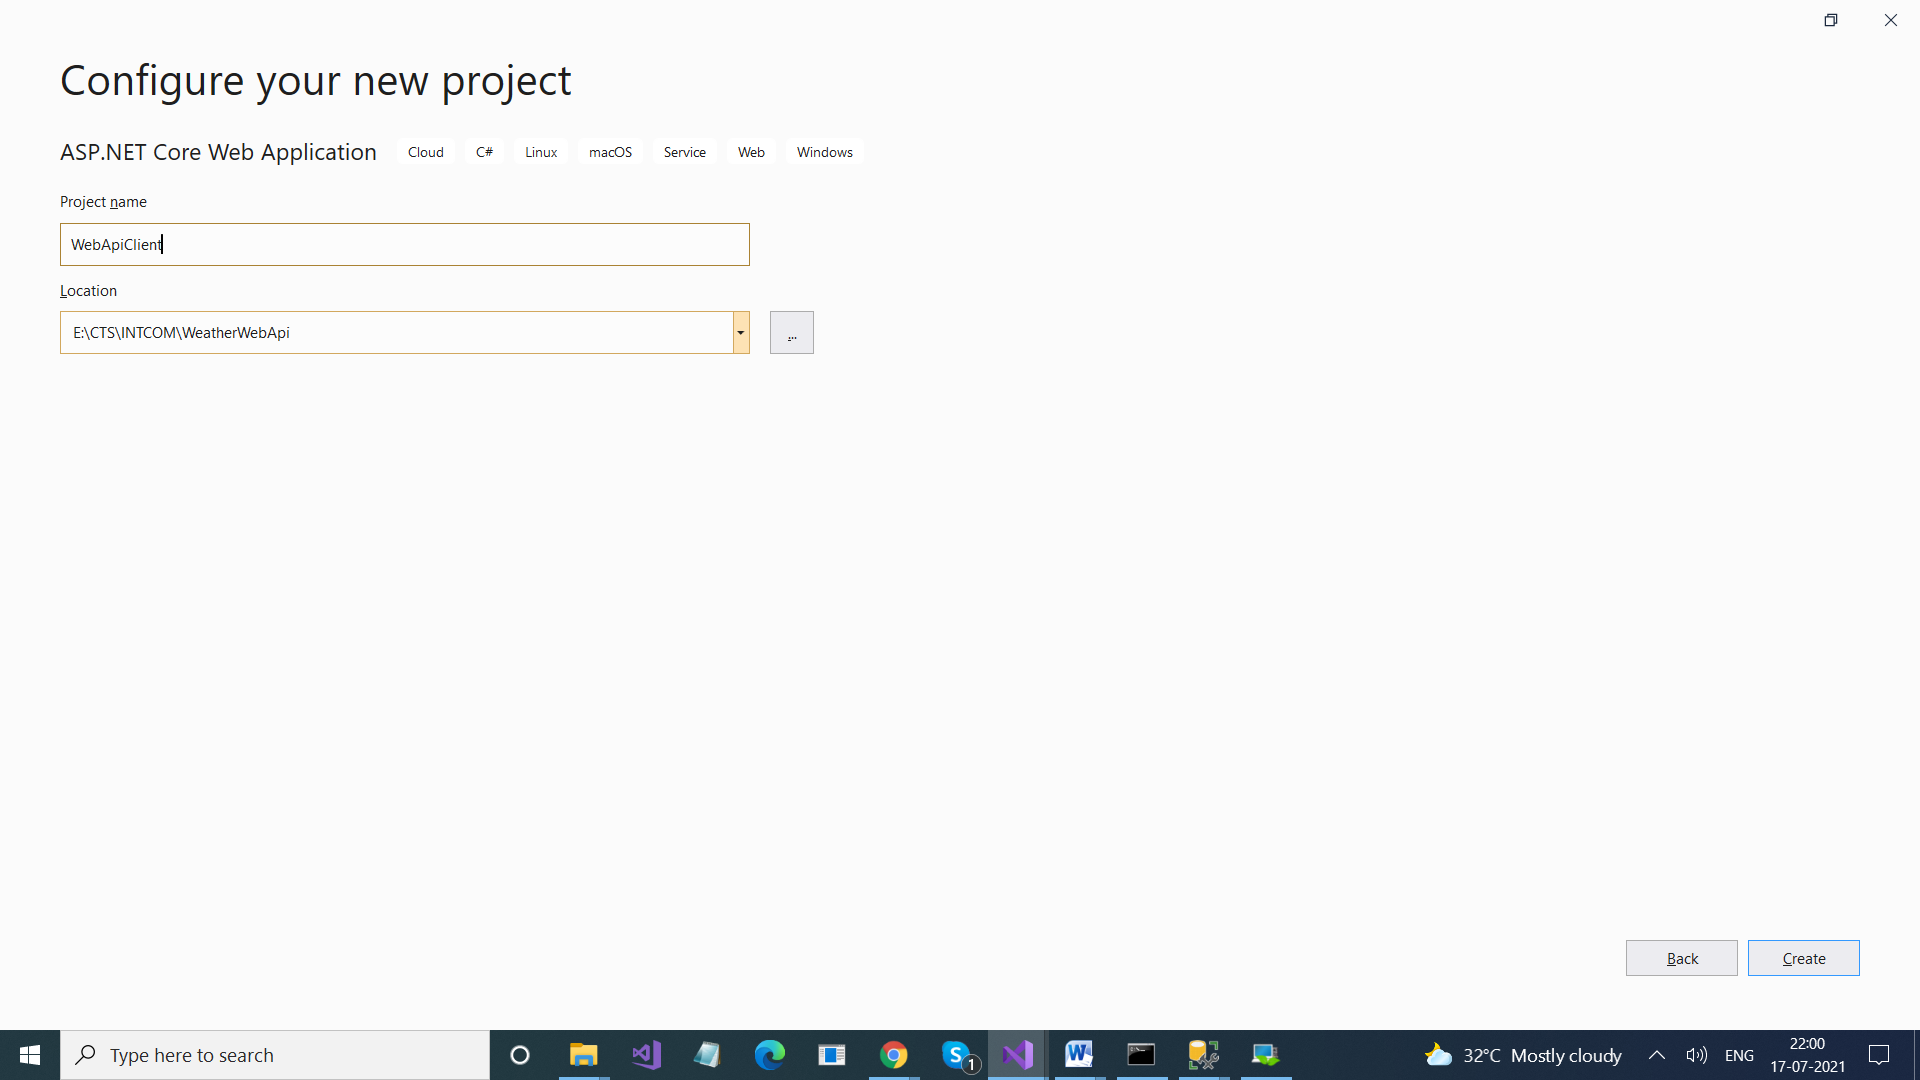 Configure your new project
ASP.NET Core Web Application Cloud C# Linux macOS Service Web Windows
Project name
WebApiClient
Location
E:\CTS\INTCOM\WeatherWebApi
...
Back Create
Type here to search
S 1
W
32°C Mostly cloudy
ENG
22:00
17-07-2021